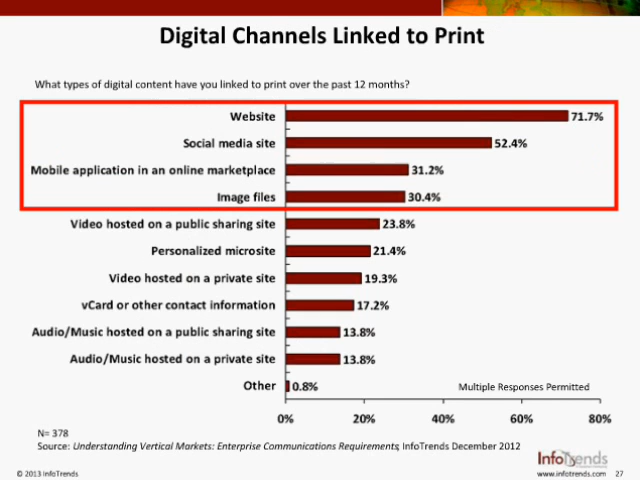 Digital Channels Linked to Print
What types of digital content have you linked to print over the past 12 months?
Website 71.7%
Social media site 52.4%
Mobile application in an online marketplace 31.2%
Image files 30.4%
Video hosted on a public sharing site 23.8%
Personalized microsite 21.4%
Video hosted on a private site 19.3%
vCard or other contact information 17.2%
Audio/Music hosted on a public sharing site 13.8%
Audio/Music hosted on a private site 13.8%
Other 0.8% Multiple Responses Permitted
0% 20% 40% 60% 80%
N= 378
Source: Understanding Vertical Markets: Enterprise Communications Requirements, InfoTrends December 2012
InfoTrends
© 2013 InfoTrends www.infotrends.com 27